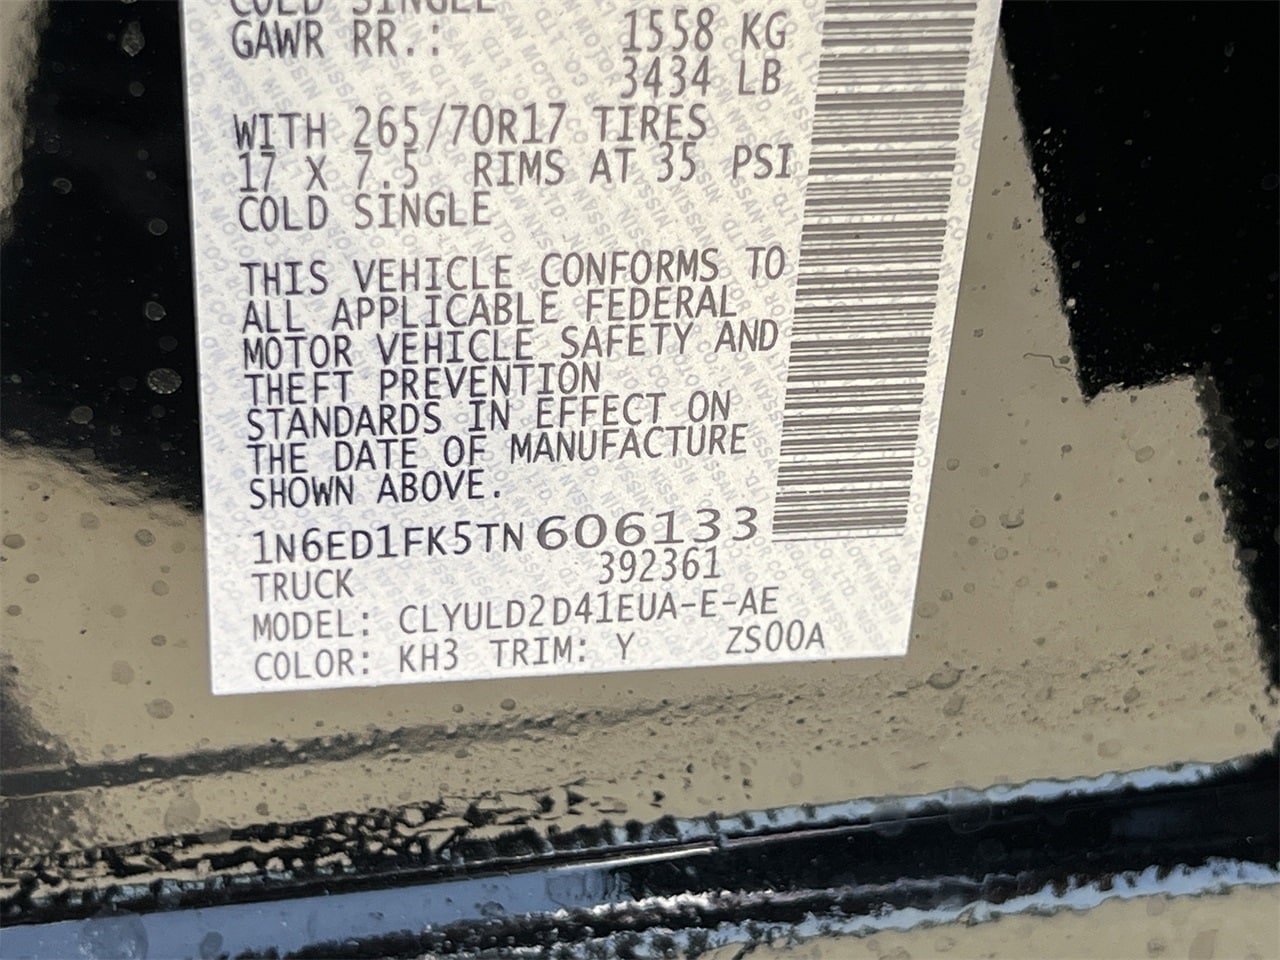 COLD SINGLE
GAWR RR.: 1558 KG
3434 LB
WITH 265/70R17 TIRES
17 X 7.5 RIMS AT 35 PSI
COLD SINGLE
THIS VEHICLE CONFORMS TO
ALL APPLICABLE FEDERAL
MOTOR VEHICLE SAFETY AND
THEFT PREVENTION
STANDARDS IN EFFECT ON
THE DATE OF MANUFACTURE
SHOWN ABOVE.
1N6ED1FK5TN606133
TRUCK 392361
MODEL: CLYULD2D41EUA-E-AE
COLOR: KH3 TRIM: Y ZS00A